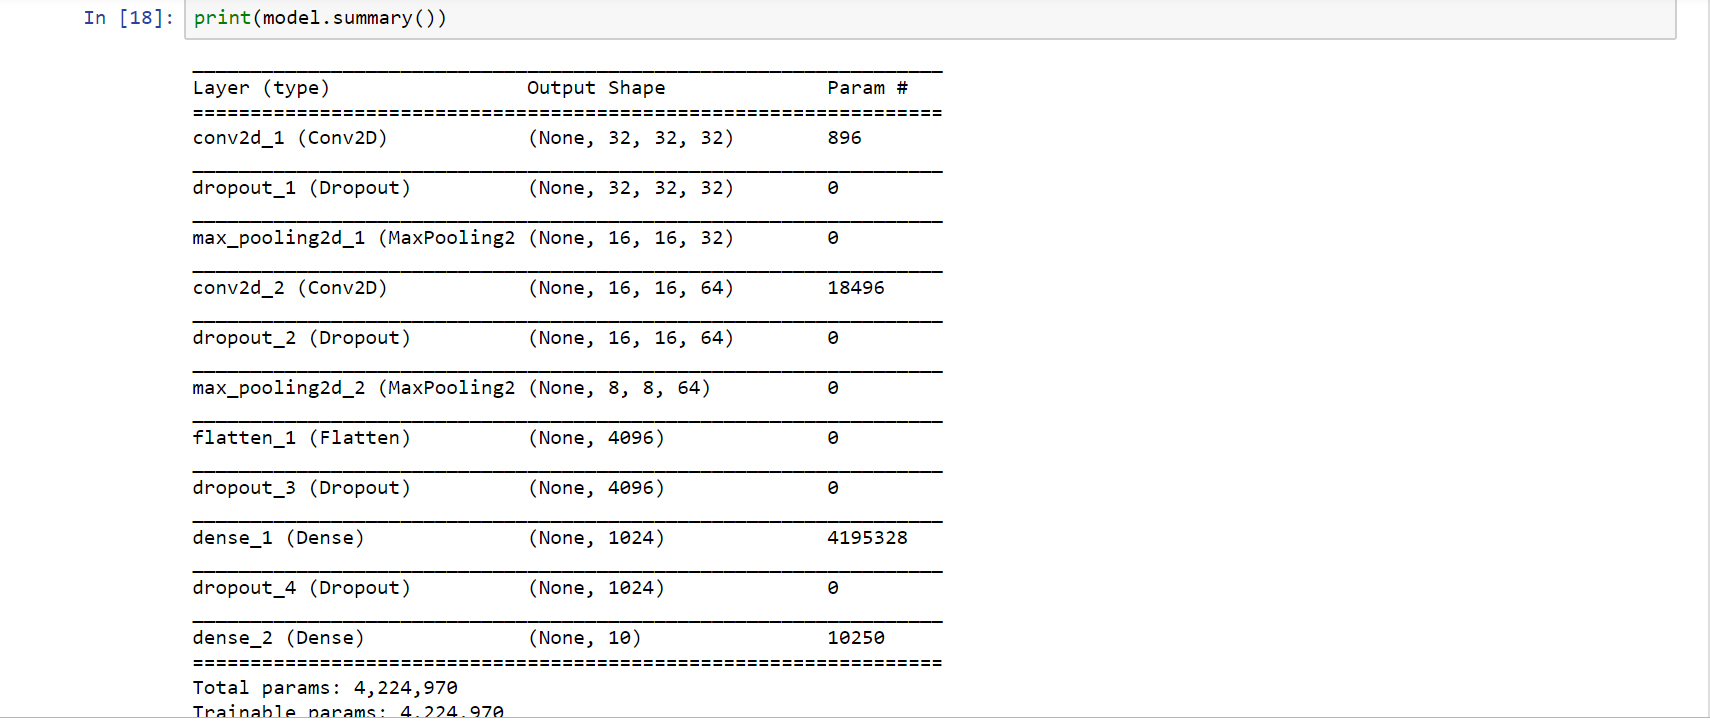 In [18]: print(model.summary())
_________________________________________________________________
Layer (type)                 Output Shape              Param #
=================================================================
conv2d_1 (Conv2D)            (None, 32, 32, 32)        896
_________________________________________________________________
dropout_1 (Dropout)          (None, 32, 32, 32)        0
_________________________________________________________________
max_pooling2d_1 (MaxPooling2 (None, 16, 16, 32)        0
_________________________________________________________________
conv2d_2 (Conv2D)            (None, 16, 16, 64)        18496
_________________________________________________________________
dropout_2 (Dropout)          (None, 16, 16, 64)        0
_________________________________________________________________
max_pooling2d_2 (MaxPooling2 (None, 8, 8, 64)          0
_________________________________________________________________
flatten_1 (Flatten)          (None, 4096)              0
_________________________________________________________________
dropout_3 (Dropout)          (None, 4096)              0
_________________________________________________________________
dense_1 (Dense)              (None, 1024)              4195328
_________________________________________________________________
dropout_4 (Dropout)          (None, 1024)              0
_________________________________________________________________
dense_2 (Dense)              (None, 10)                10250
=================================================================
Total params: 4,224,970
Trainable params: 4,224,970